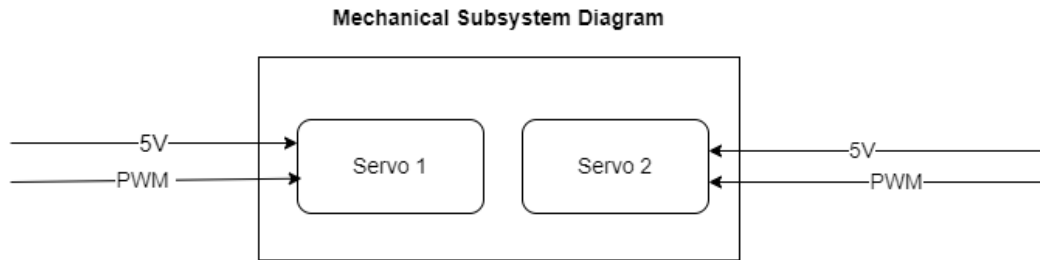 Mechanical Subsystem Diagram
5V
PWM
Servo 1
Servo 2
5V
PWM